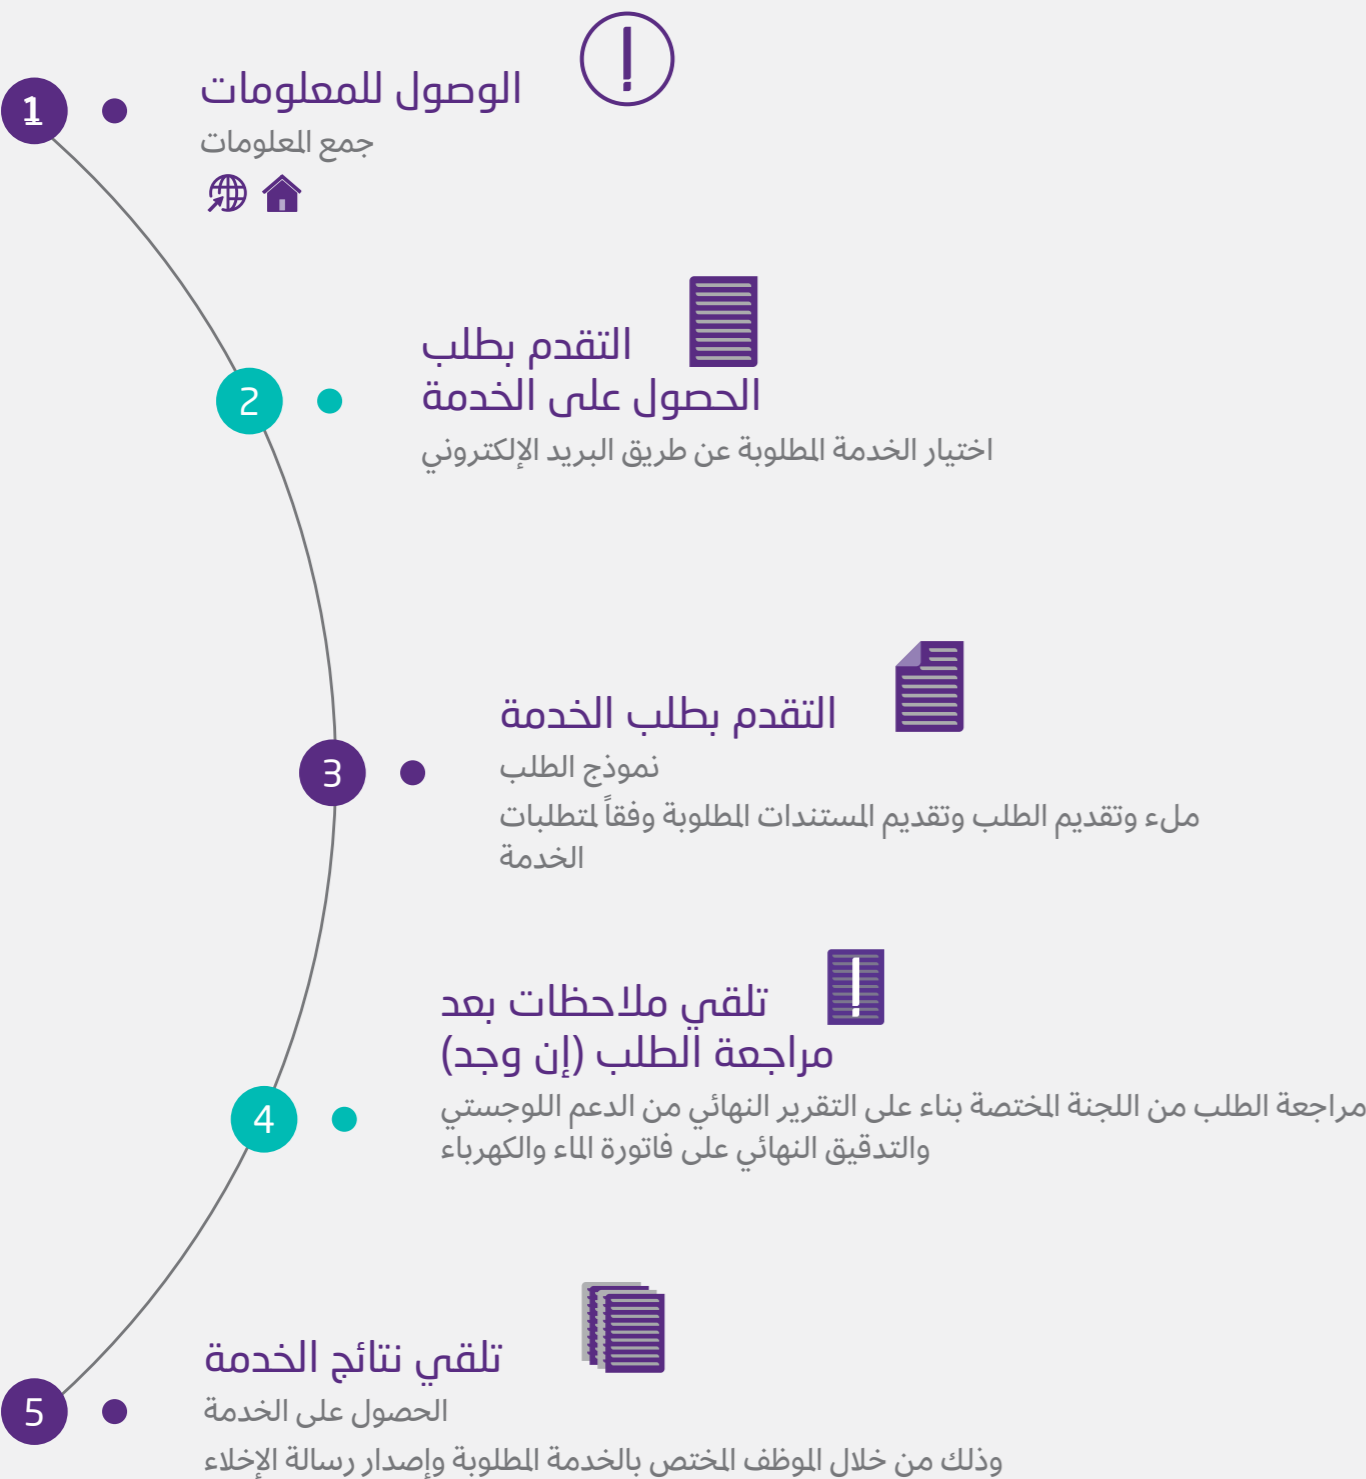 1
الوصول للمعلومات
جمع المعلومات
2
التقدم بطلب
الحصول على الخدمة
اختيار الخدمة المطلوبة عن طريق البريد الإلكتروني
3
التقدم بطلب الخدمة
نموذج الطلب
ملء وتقديم الطلب وتقديم المستندات المطلوبة وفقاً لمتطلبات
الخدمة
4
تلقي ملاحظات بعد
مراجعة الطلب (إن وجد)
مراجعة الطلب من اللجنة المختصة بناء على التقرير النهائي من الدعم اللوجستي
والتدقيق النهائي على فاتورة الماء والكهرباء
5
تلقي نتائج الخدمة
الحصول على الخدمة
وذلك من خلال الموظف المختص بالخدمة المطلوبة وإصدار رسالة الإخلاء